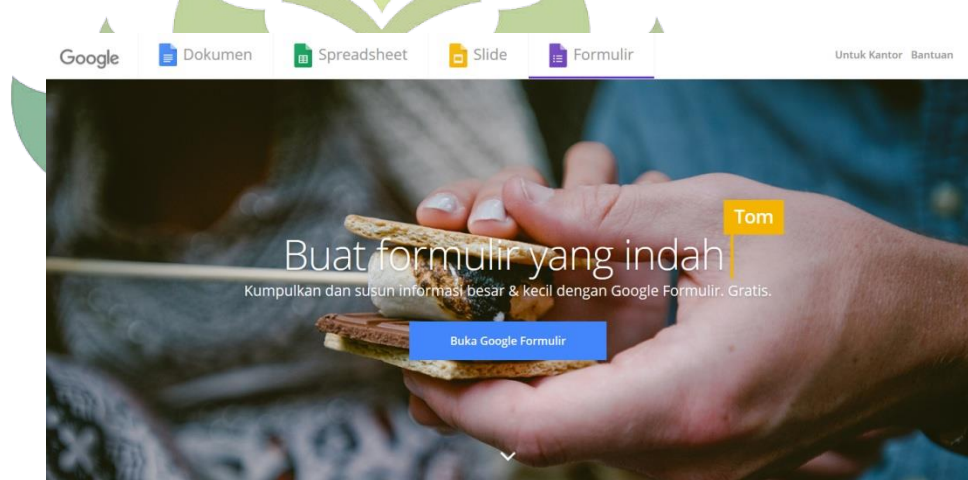 Google Dokumen Spreadsheet Slide Formulir Untuk Kantor Bantuan
Tom
Buat formulir yang indah
Kumpulkan dan susun informasi besar & kecil dengan Google Formulir. Gratis.
Buka Google Formulir